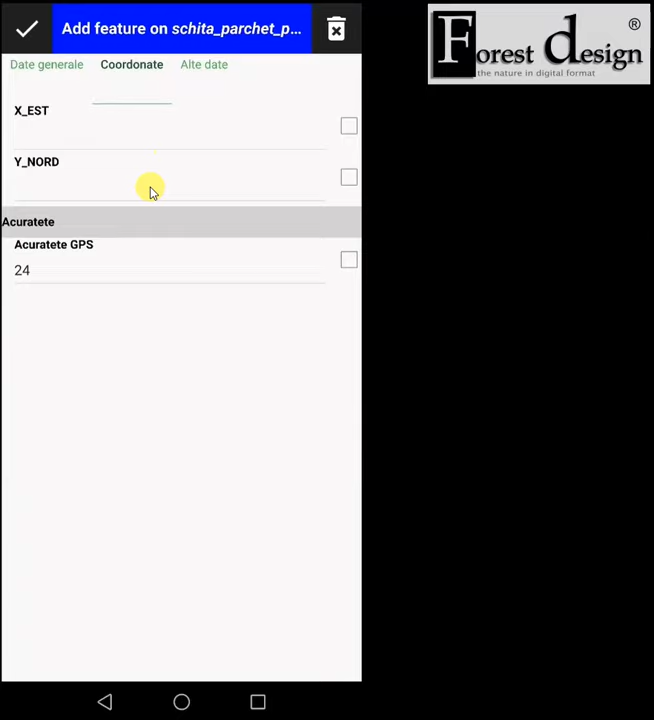 Add feature on schita_parchet_p...
Date generale Coordonate Alte date
X_EST
Y_NORD
Acuratete
Acuratete GPS
24
Forest design ®
the nature in digital format